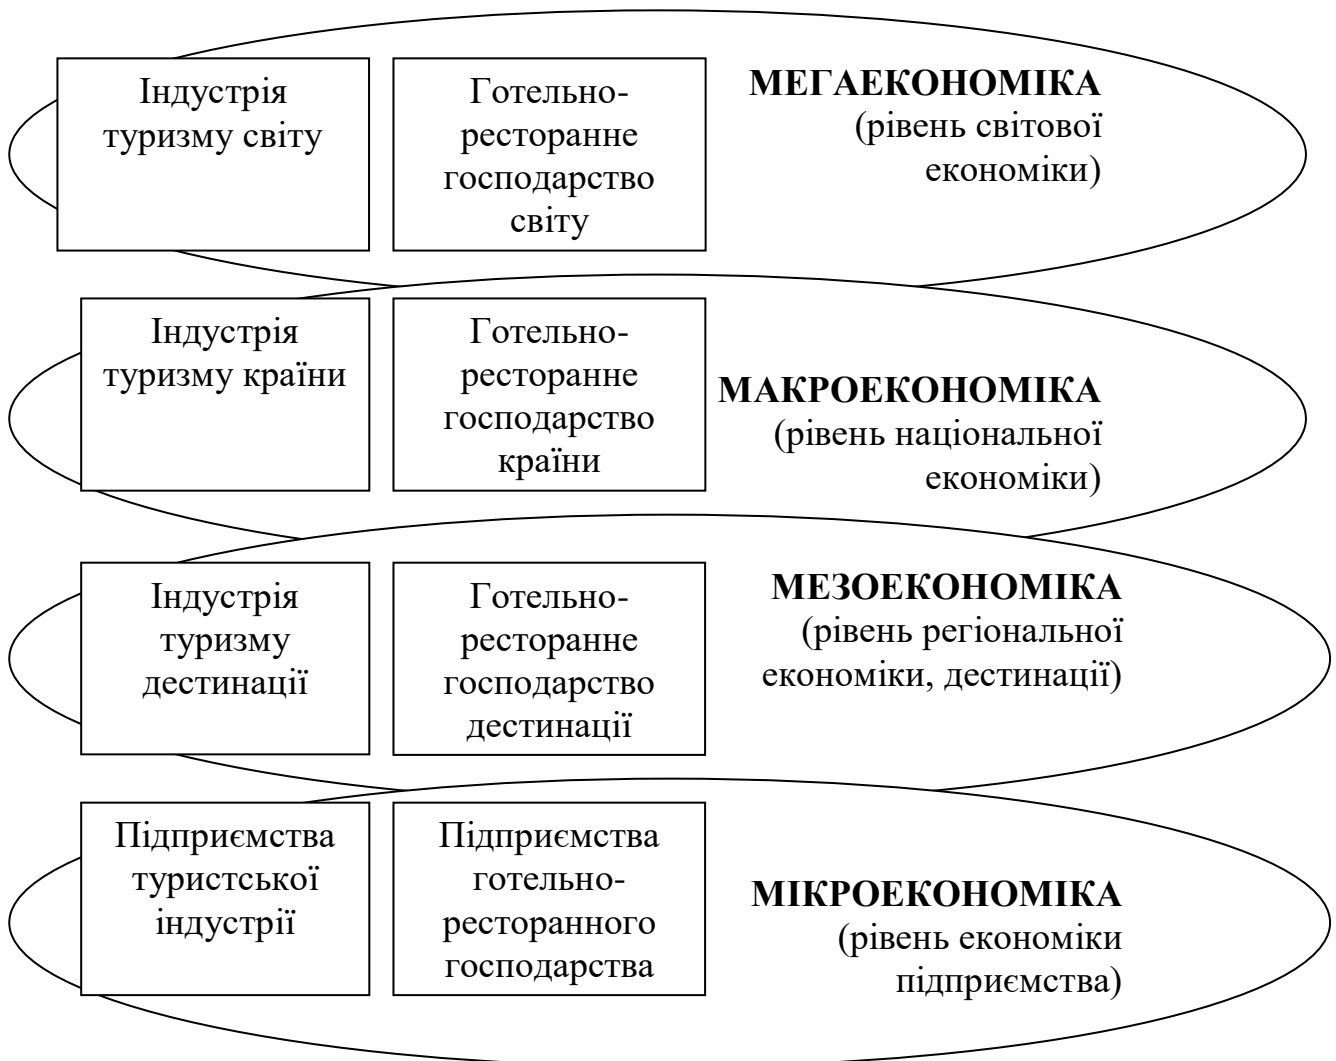 Індустрія
туризму світу
Готельно-
ресторанне
господарство
світу
МЕГАЕКОНОМІКА
(рівень світової
економіки)
Індустрія
туризму країни
Готельно-
ресторанне
господарство
країни
МАКРОЕКОНОМІКА
(рівень національної
економіки)
Індустрія
туризму
дестинації
Готельно-
ресторанне
господарство
дестинації
МЕЗОЕКОНОМІКА
(рівень регіональної
економіки, дестинації)
Підприємства
туристської
індустрії
Підприємства
готельно-
ресторанного
господарства
МІКРОЕКОНОМІКА
(рівень економіки
підприємства)